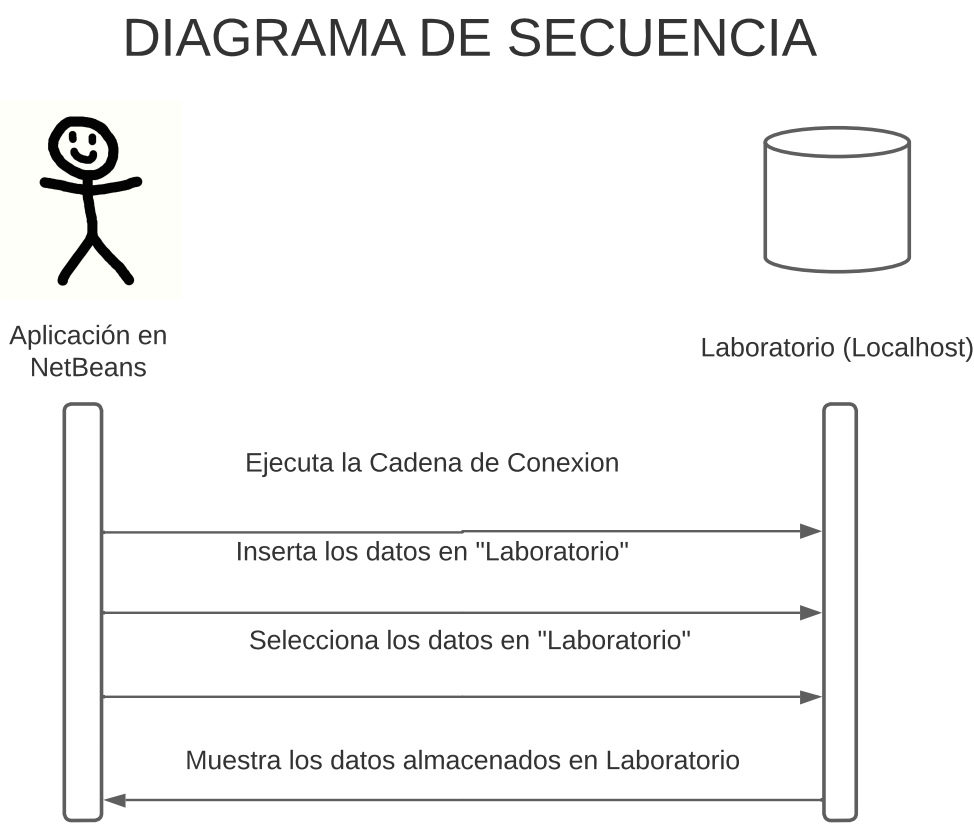 DIAGRAMA DE SECUENCIA
Aplicación en
NetBeans
Laboratorio (Localhost)
Ejecuta la Cadena de Conexion
Inserta los datos en "Laboratorio"
Selecciona los datos en "Laboratorio"
Muestra los datos almacenados en Laboratorio